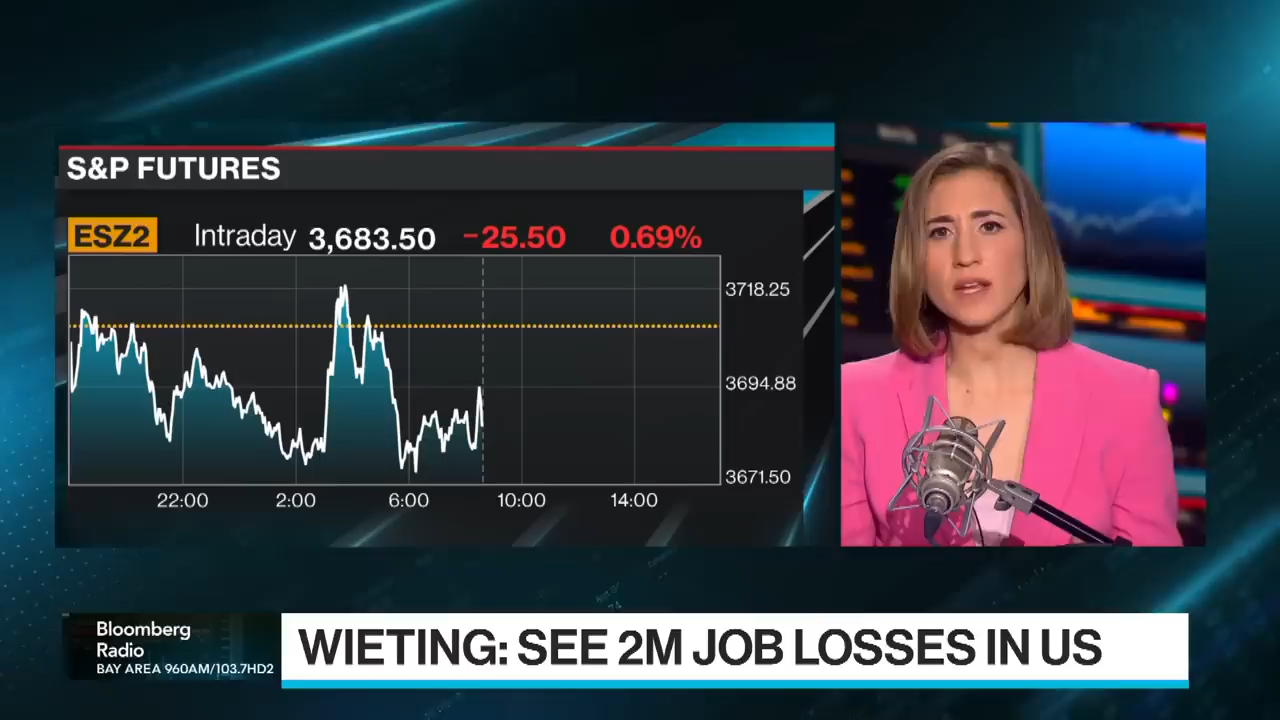 S&P FUTURES
ESZ2 Intraday 3,683.50 -25.50 0.69%
3718.25
3694.88
3671.50
22:00 2:00 6:00 10:00 14:00
Bloomberg
Radio
BAY AREA 960AM/103.7HD2
WIETING: SEE 2M JOB LOSSES IN US